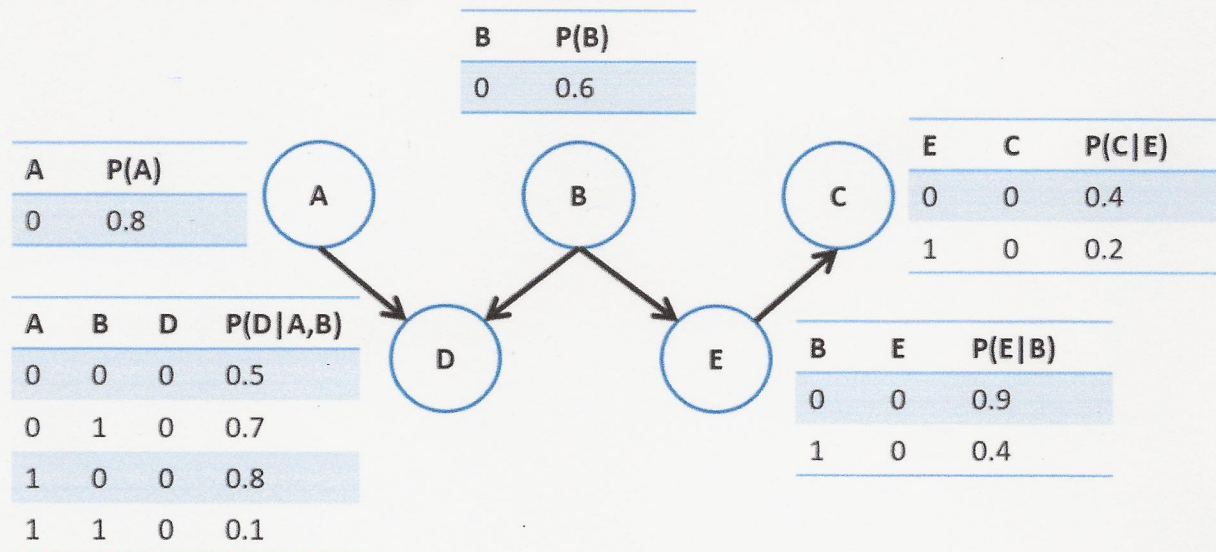 B P(B)
0 0.6
A P(A)
0 0.8
A
B
C
E C P(C|E)
0 0 0.4
1 0 0.2
A B D P(D|A,B)
0 0 0 0.5
0 1 0 0.7
1 0 0 0.8
1 1 0 0.1
D
E
B E P(E|B)
0 0 0.9
1 0 0.4